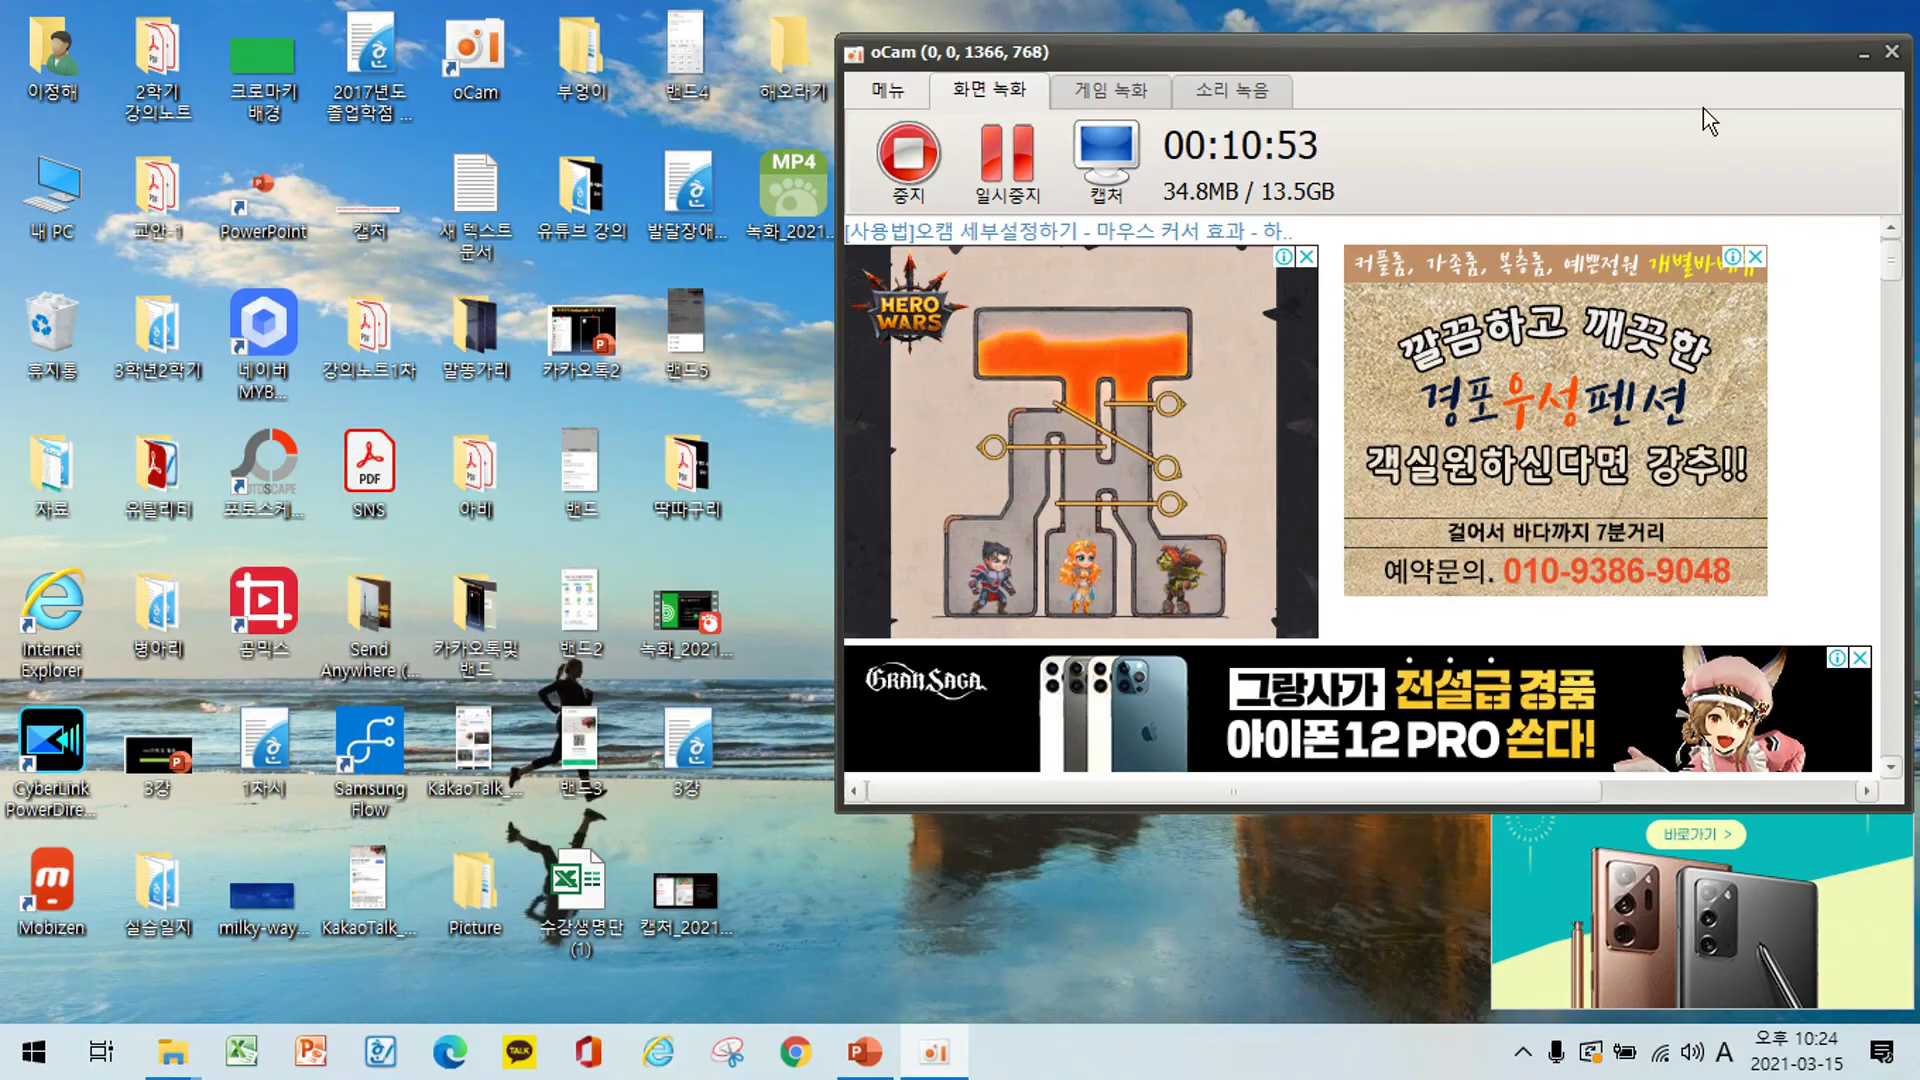 이정해
2학기
강의노트
크로마키
배경
2017년도
졸업학점 ...
oCam
부엉이
밴드4
해오라기
내 PC
교안-1
PowerPoint
캡처
새 텍스트
문서
유튜브 강의
발달장애...
MP4
녹화_2021...
휴지통
3학년2학기
네이버
MYB...
강의노트1차
말똥가리
카카오톡2
밴드5
자료
유틸리티
포토스케...
PDF
SNS
아비
밴드
딱따구리
Internet
Explorer
병아리
곰믹스
Send
Anywhere (...
카카오톡및
밴드
밴드2
녹화_2021...
CyberLink
PowerDire...
3강
1차시
Samsung
Flow
KakaoTalk_...
밴드3
3강
Mobizen
실습일지
milky-way...
KakaoTalk_...
Picture
수강생명단
(1)
캡처_2021...
oCam (0, 0, 1366, 768)
메뉴
화면 녹화
게임 녹화
소리 녹음
중지
일시중지
캡처
00:10:53
34.8MB / 13.5GB
[사용법]오캠 세부설정하기 - 마우스 커서 효과 - 하..
HERO
WARS
커플룸, 가족룸, 복층룸, 예쁜정원
깔끔하고 깨끗한
경포우성펜션
객실원하신다면 강추!!
걸어서 바다까지 7분거리
예약문의. 010-9386-9048
GRANSAGA
그랑사가 전설급 경품
아이폰12 PRO 쏜다!
바로가기 >
TALK
A
오후 10:24
2021-03-15